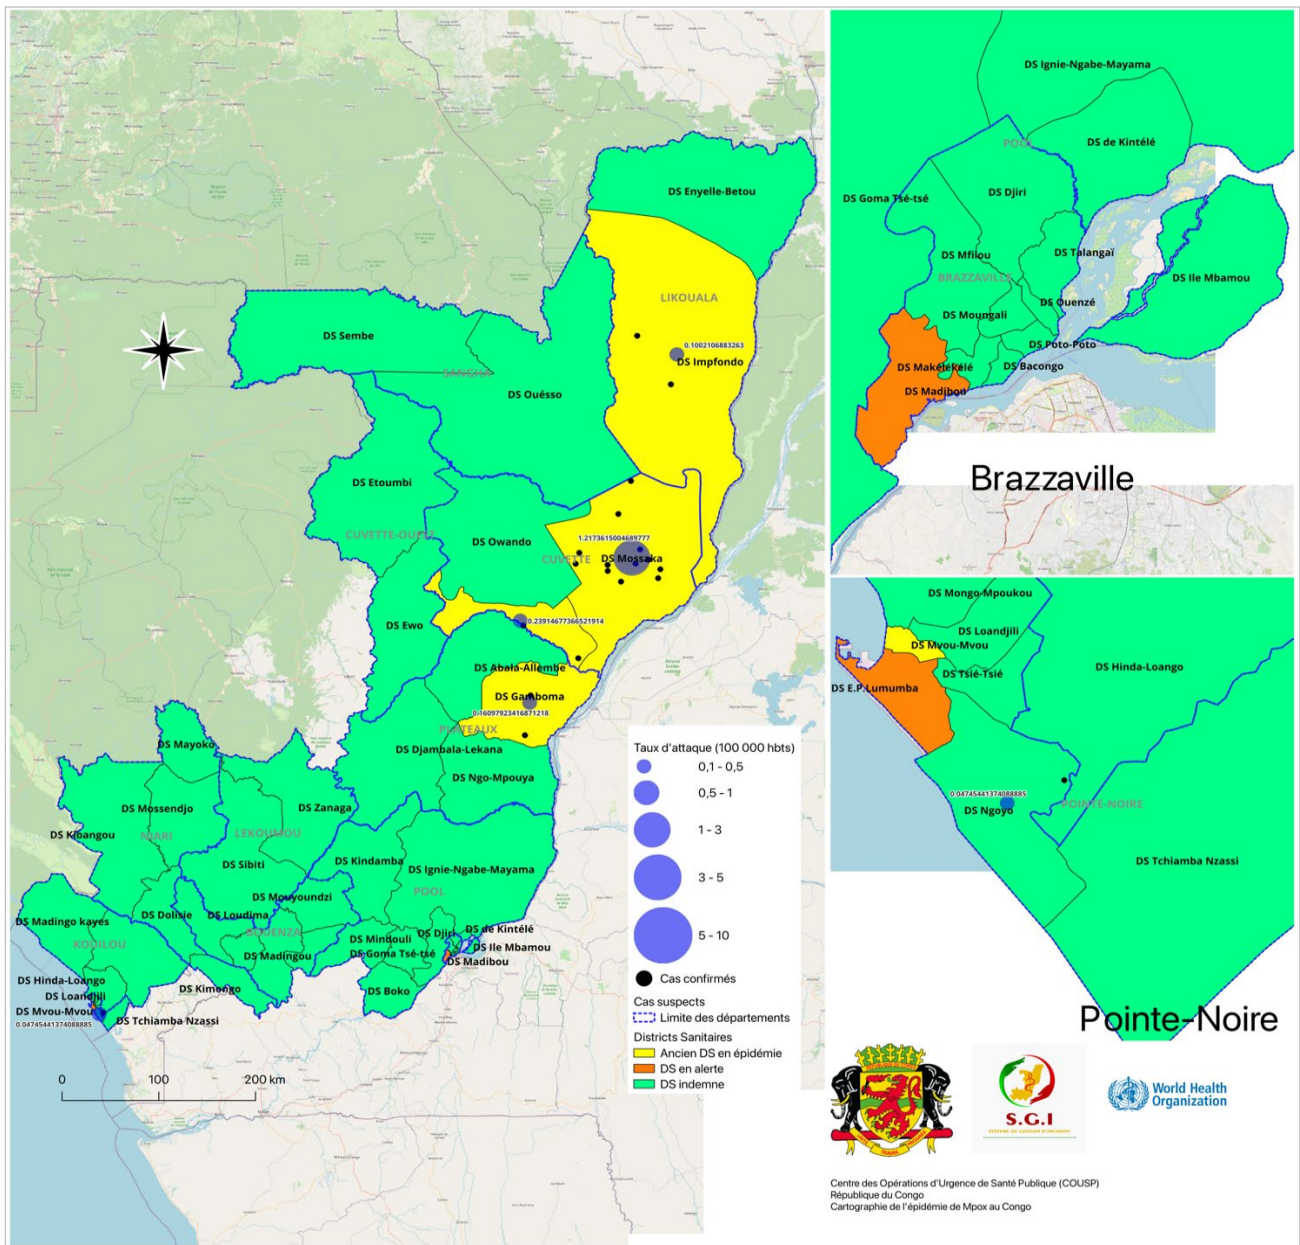 DS Enyelle-Betou
LIKOUALA
0.1002106883263
DS Impfondo
DS Sembe
SANGHA
DS Ouésso
DS Etoumbi
CUVETTE-OUEST
DS Owando
CUVETTE
1.2173615004689777
DS Mossaka
0.23914677366521914
DS Ewo
DS Abala-Allembe
DS Gamboma
0.16097923416871218
PLATEAUX
DS Djambala-Lekana
DS Ngo-Mpouya
DS Mayoko
DS Mossendjo
DS Zanaga
DS Kibangou
NIARI
LEKOUMOU
DS Sibiti
DS Kindamba
DS Ignie-Ngabe-Mayama
POOL
DS Mouyoundzi
DS Madingo kayes
DS Dolisie
DS Loudima
KOUILOU
BOUENZA
DS Mindouli
DS Djiri
DS de Kintélé
DS Goma Tsé-tsé
DS Ile Mbamou
DS Madingou
DS Madibou
DS Hinda-Loango
DS Kimongo
DS Boko
DS Loandjili
DS Mvou-Mvou
DS Tchiamba Nzassi
0.04745441374088885
0 100 200 km
Taux d'attaque (100 000 hbts)
0,1 - 0,5
0,5 - 1
1 - 3
3 - 5
5 - 10
Cas confirmés
Cas suspects
Limite des départements
Districts Sanitaires
Ancien DS en épidémie
DS en alerte
DS indemne
DS Ignie-Ngabe-Mayama
POOL
DS de Kintélé
DS Djiri
DS Goma Tsé-tsé
DS Mfilou
DS Talangaï
BRAZZAVILLE
DS Ile Mbamou
DS Ouenzé
DS Moungali
DS Poto-Poto
DS Makélékélé
DS Bacongo
DS Madibou
Brazzaville
DS Mongo-Mpoukou
DS Loandjili
DS Mvou-Mvou
DS Tsié-Tsié
DS Hinda-Loango
DS E.P.Lumumba
0.04745441374088885
DS Ngoyo
POINTE-NOIRE
DS Tchiamba Nzassi
Pointe-Noire
S.G.I
World Health
Organization
Centre des Opérations d'Urgence de Santé Publique (COUSP)
République du Congo
Cartographie de l'épidémie de Mpox au Congo